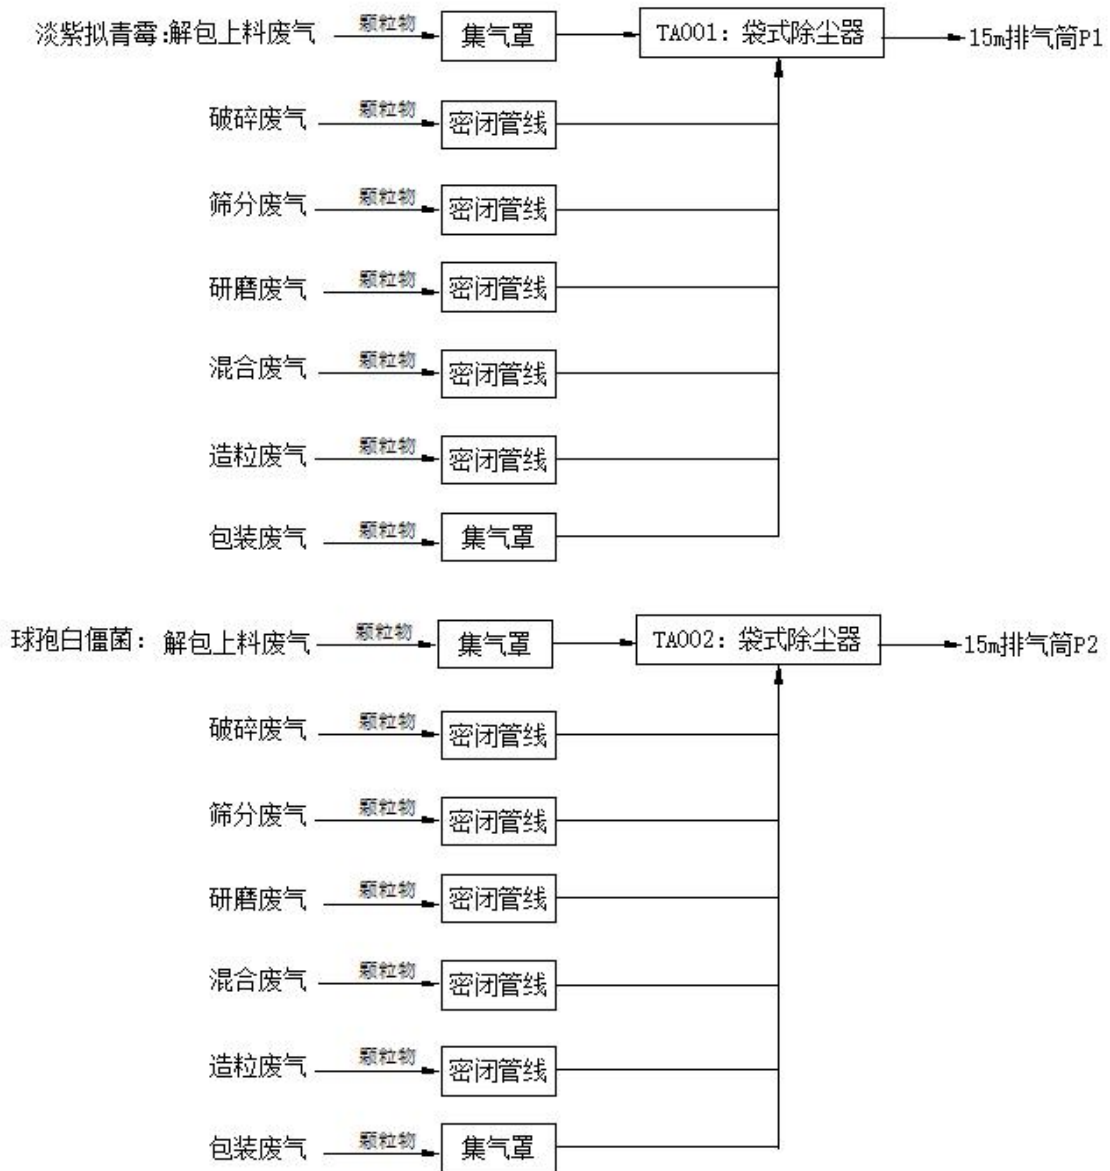 淡紫拟青霉:解包上料废气 颗粒物 集气罩 TA001: 袋式除尘器 15m排气筒P1
破碎废气 颗粒物 密闭管线
筛分废气 颗粒物 密闭管线
研磨废气 颗粒物 密闭管线
混合废气 颗粒物 密闭管线
造粒废气 颗粒物 密闭管线
包装废气 颗粒物 集气罩
球孢白僵菌: 解包上料废气 颗粒物 集气罩 TA002: 袋式除尘器 15m排气筒P2
破碎废气 颗粒物 密闭管线
筛分废气 颗粒物 密闭管线
研磨废气 颗粒物 密闭管线
混合废气 颗粒物 密闭管线
造粒废气 颗粒物 密闭管线
包装废气 颗粒物 集气罩